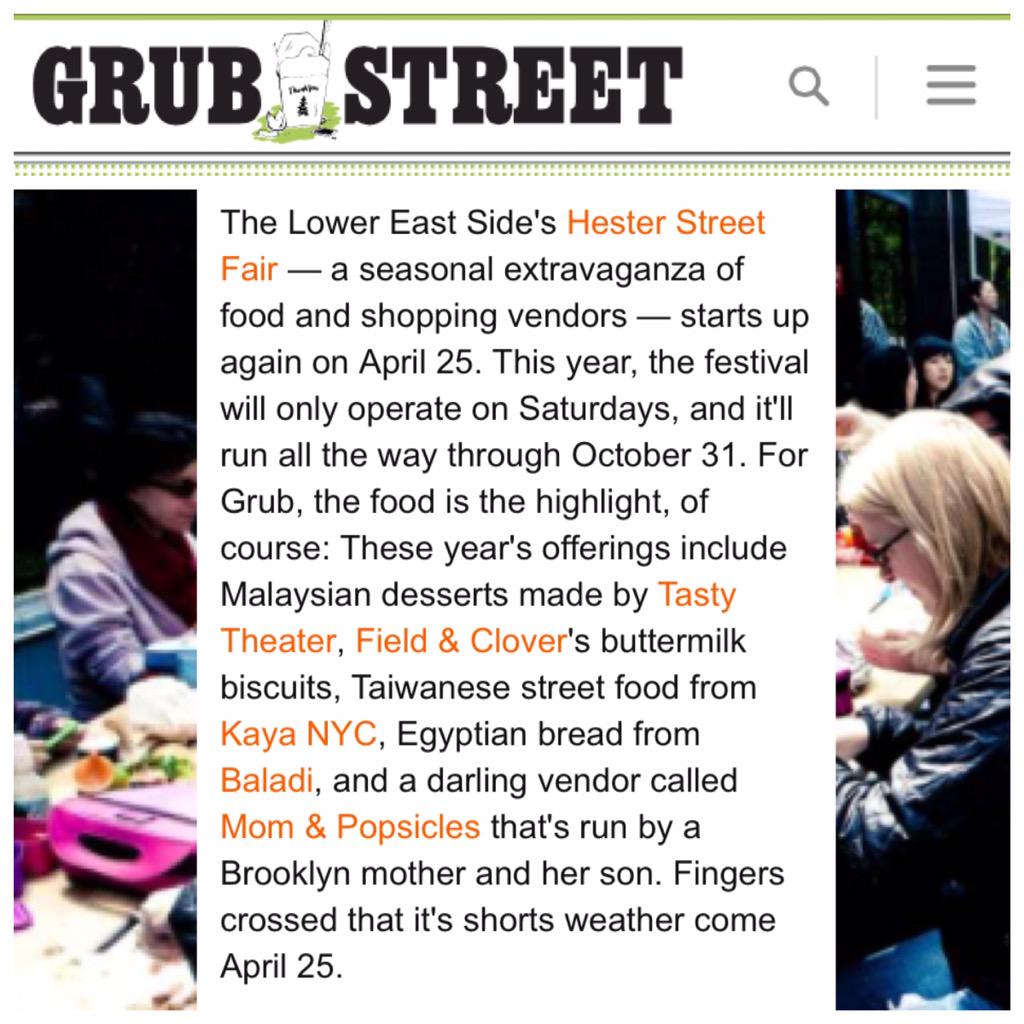 GRUB STREET
ThankYou
The Lower East Side's Hester Street
Fair — a seasonal extravaganza of
food and shopping vendors — starts up
again on April 25. This year, the festival
will only operate on Saturdays, and it'll
run all the way through October 31. For
Grub, the food is the highlight, of
course: These year's offerings include
Malaysian desserts made by Tasty
Theater, Field & Clover's buttermilk
biscuits, Taiwanese street food from
Kaya NYC, Egyptian bread from
Baladi, and a darling vendor called
Mom & Popsicles that's run by a
Brooklyn mother and her son. Fingers
crossed that it's shorts weather come
April 25.